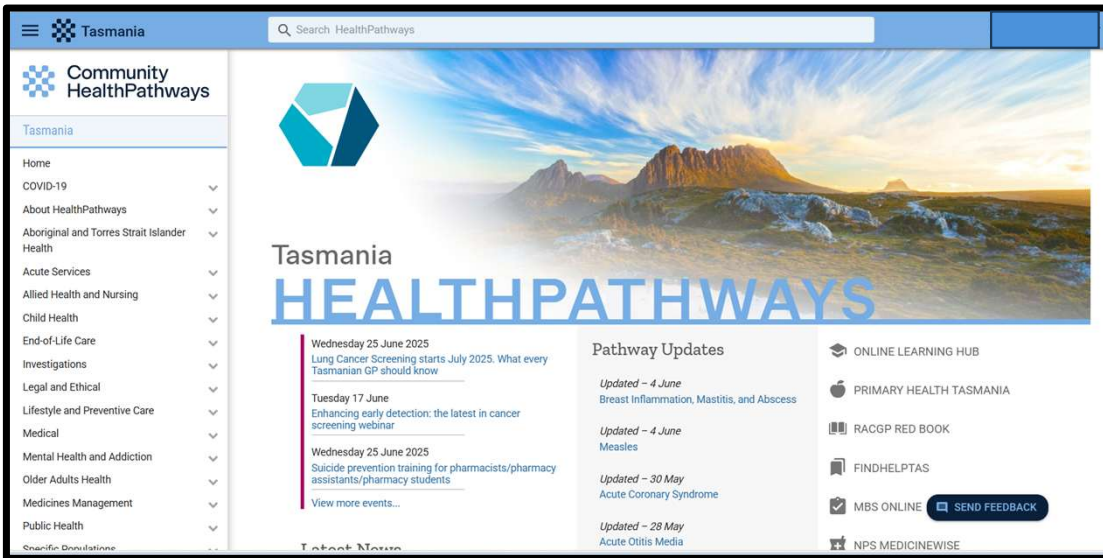 Tasmania
Search HealthPathways
Community
HealthPathways
Tasmania
Home
COVID-19
About HealthPathways
Aboriginal and Torres Strait Islander
Health
Acute Services
Allied Health and Nursing
Child Health
End-of-Life Care
Investigations
Legal and Ethical
Lifestyle and Preventive Care
Medical
Mental Health and Addiction
Older Adults Health
Medicines Management
Public Health
Specific Populations
Tasmania
HEALTHPATHWAYS
Wednesday 25 June 2025
Lung Cancer Screening starts July 2025. What every
Tasmanian GP should know
Tuesday 17 June
Enhancing early detection: the latest in cancer
screening webinar
Wednesday 25 June 2025
Suicide prevention training for pharmacists/pharmacy
assistants/pharmacy students
View more events...
Latest News
Pathway Updates
Updated – 4 June
Breast Inflammation, Mastitis, and Abscess
Updated – 4 June
Measles
Updated – 30 May
Acute Coronary Syndrome
Updated – 28 May
Acute Otitis Media
ONLINE LEARNING HUB
PRIMARY HEALTH TASMANIA
RACGP RED BOOK
FINDHELPTAS
MBS ONLINE
SEND FEEDBACK
NPS MEDICINEWISE